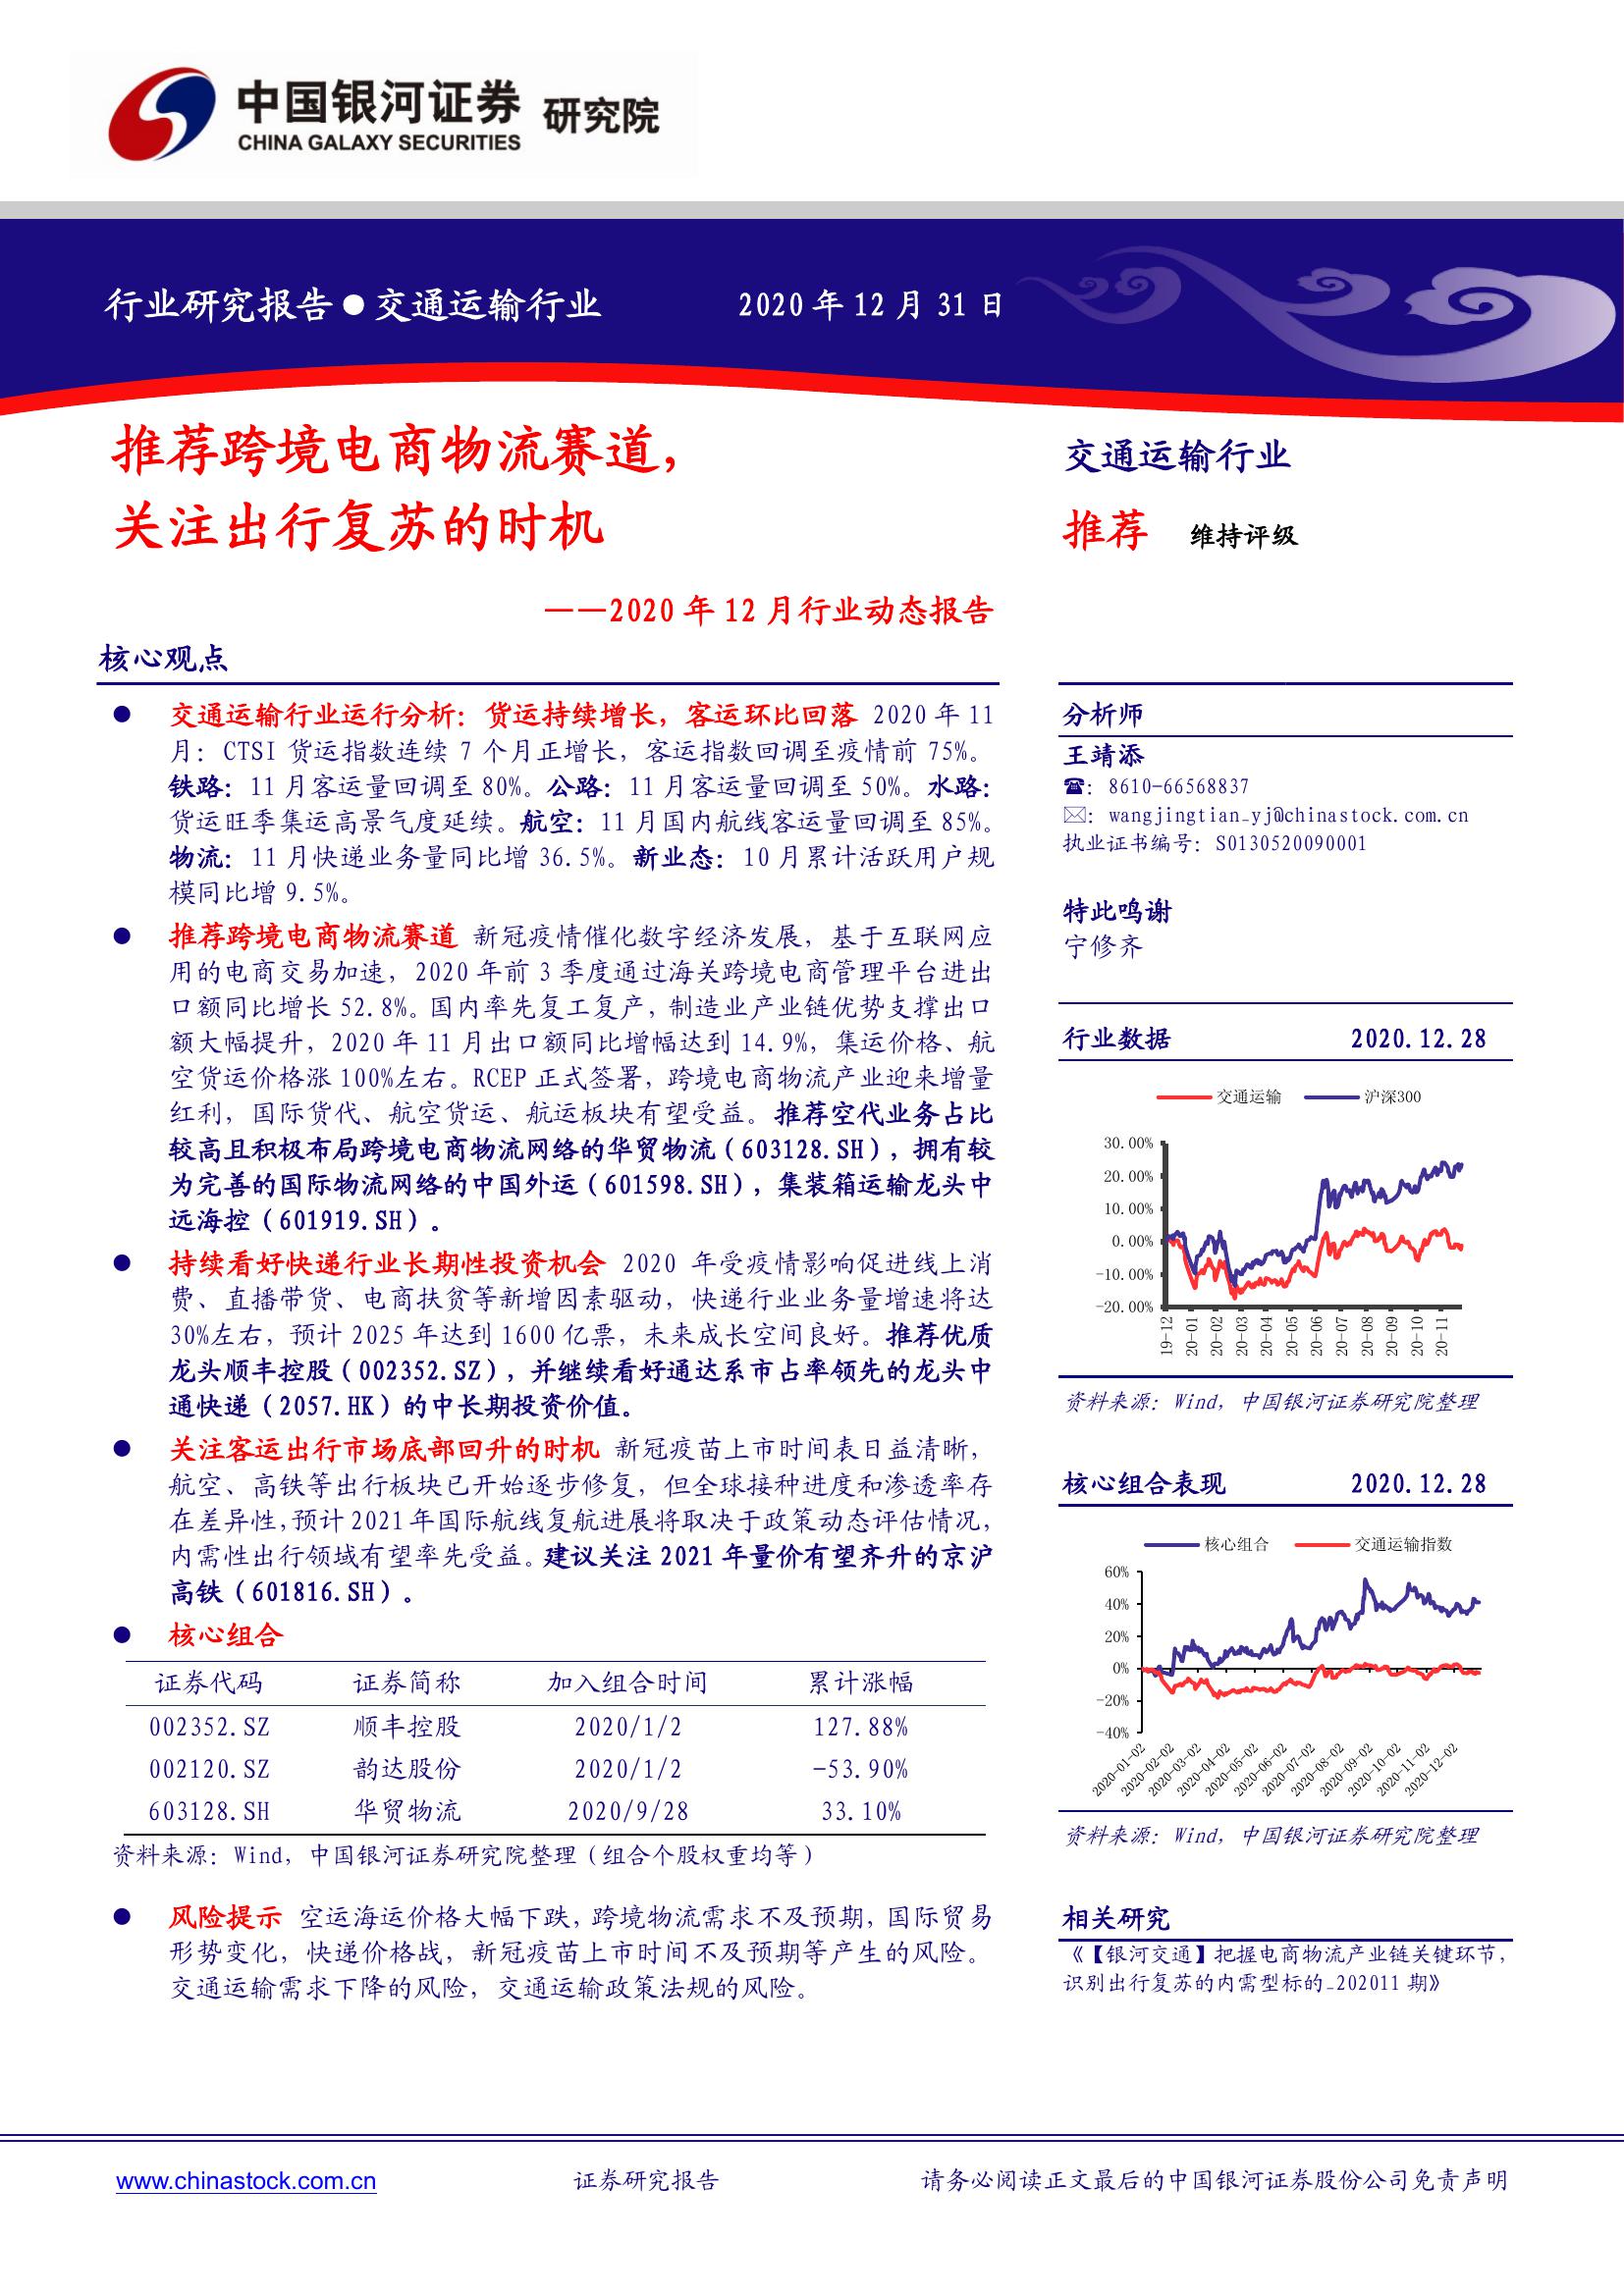 中国银河证券 研究院
CHINA GALAXY SECURITIES
行业研究报告●交通运输行业 2020 年 12 月 31 日
推荐跨境电商物流赛道，
关注出行复苏的时机
——2020 年 12 月行业动态报告
核心观点
● 交通运输行业运行分析：货运持续增长，客运环比回落 2020 年 11
月：CTSI 货运指数连续 7 个月正增长，客运指数回调至疫情前 75%。
铁路：11 月客运量回调至 80%。公路：11 月客运量回调至 50%。水路：
货运旺季集运高景气度延续。航空：11 月国内航线客运量回调至 85%。
物流：11 月快递业务量同比增 36.5%。新业态：10 月累计活跃用户规
模同比增 9.5%。
● 推荐跨境电商物流赛道 新冠疫情催化数字经济发展，基于互联网应
用的电商交易加速，2020 年前 3 季度通过海关跨境电商管理平台进出
口额同比增长 52.8%。国内率先复工复产，制造业产业链优势支撑出口
额大幅提升，2020 年 11 月出口额同比增幅达到 14.9%，集运价格、航
空货运价格涨 100%左右。RCEP 正式签署，跨境电商物流产业迎来增量
红利，国际货代、航空货运、航运板块有望受益。推荐空代业务占比
较高且积极布局跨境电商物流网络的华贸物流（603128.SH），拥有较
为完善的国际物流网络的中国外运（601598.SH），集装箱运输龙头中
远海控（601919.SH）。
● 持续看好快递行业长期性投资机会 2020 年受疫情影响促进线上消
费、直播带货、电商扶贫等新增因素驱动，快递行业业务量增速将达
30%左右，预计 2025 年达到 1600 亿票，未来成长空间良好。推荐优质
龙头顺丰控股（002352.SZ），并继续看好通达系市占率领先的龙头中
通快递（2057.HK）的中长期投资价值。
● 关注客运出行市场底部回升的时机 新冠疫苗上市时间表日益清晰，
航空、高铁等出行板块已开始逐步修复，但全球接种进度和渗透率存
在差异性，预计 2021 年国际航线复航进展将取决于政策动态评估情况，
内需性出行领域有望率先受益。建议关注 2021 年量价有望齐升的京沪
高铁（601816.SH）。
● 核心组合
证券代码 证券简称 加入组合时间 累计涨幅
002352.SZ 顺丰控股 2020/1/2 127.88%
002120.SZ 韵达股份 2020/1/2 -53.90%
603128.SH 华贸物流 2020/9/28 33.10%
资料来源：Wind，中国银河证券研究院整理（组合个股权重均等）
● 风险提示 空运海运价格大幅下跌，跨境物流需求不及预期，国际贸易
形势变化，快递价格战，新冠疫苗上市时间不及预期等产生的风险。
交通运输需求下降的风险，交通运输政策法规的风险。
交通运输行业
推荐 维持评级
分析师
王靖添
☎：8610-66568837
✉：wangjingtian_yj@chinastock.com.cn
执业证书编号：S0130520090001
特此鸣谢
宁修齐
行业数据 2020.12.28
交通运输 沪深300
30.00%
20.00%
10.00%
0.00%
-10.00%
-20.00%
19-12 20-01 20-02 20-03 20-04 20-05 20-06 20-07 20-08 20-09 20-10 20-11
资料来源：Wind，中国银河证券研究院整理
核心组合表现 2020.12.28
核心组合 交通运输指数
60%
40%
20%
0%
-20%
-40%
2020-01-02 2020-02-02 2020-03-02 2020-04-02 2020-05-02 2020-06-02 2020-07-02 2020-08-02 2020-09-02 2020-10-02 2020-11-02 2020-12-02
资料来源：Wind，中国银河证券研究院整理
相关研究
《【银河交通】把握电商物流产业链关键环节，
识别出行复苏的内需型标的_202011 期》
www.chinastock.com.cn 证券研究报告 请务必阅读正文最后的中国银河证券股份公司免责声明